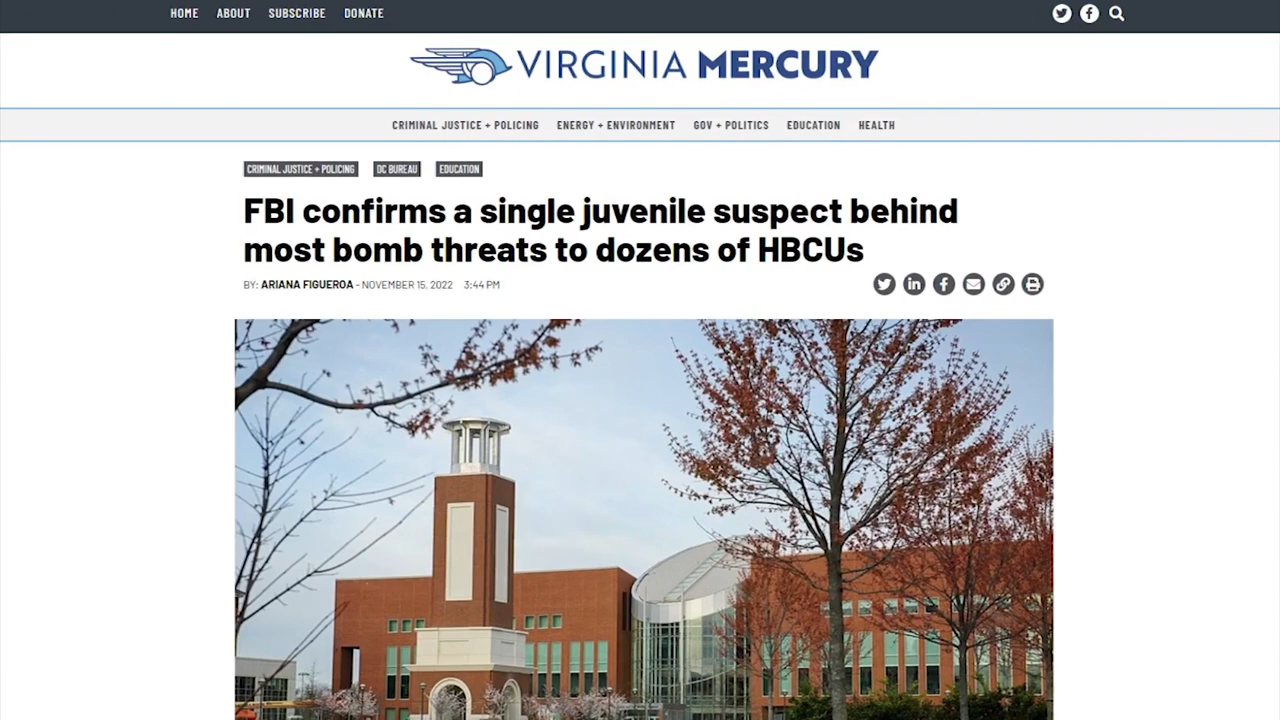 HOME ABOUT SUBSCRIBE DONATE
VIRGINIA MERCURY
CRIMINAL JUSTICE + POLICING ENERGY + ENVIRONMENT GOV + POLITICS EDUCATION HEALTH
CRIMINAL JUSTICE + POLICING DC BUREAU EDUCATION
FBI confirms a single juvenile suspect behind
most bomb threats to dozens of HBCUs
BY: ARIANA FIGUEROA - NOVEMBER 15, 2022 3:44 PM